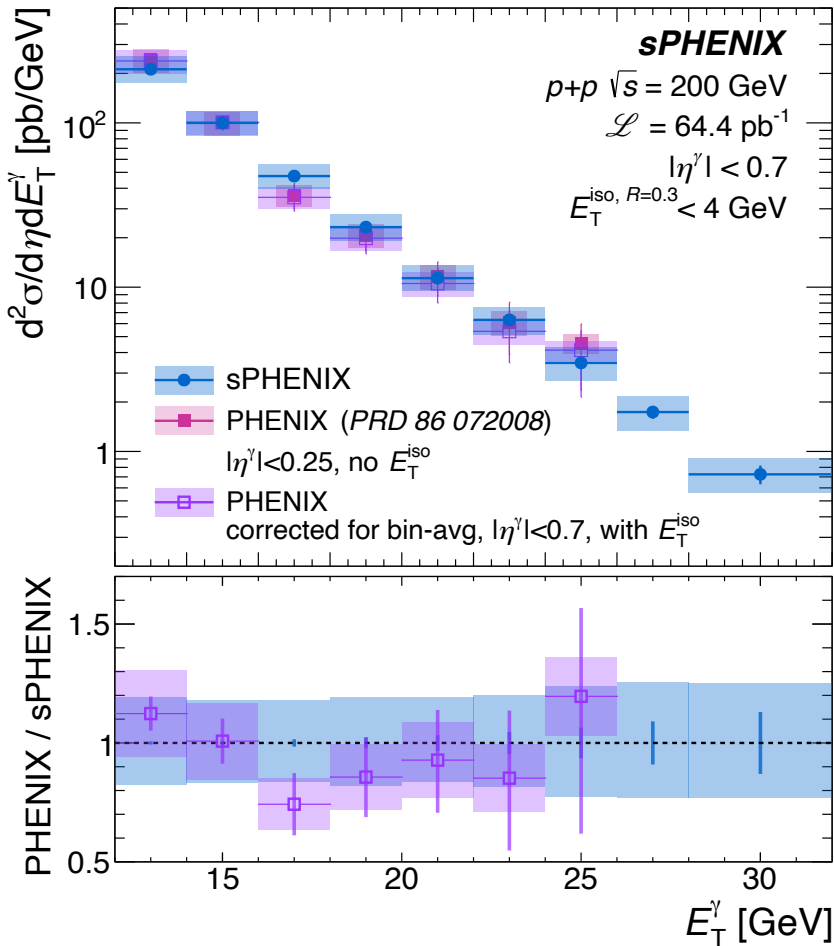 sPHENIX
p+p √s = 200 GeV
ℒ = 64.4 pb⁻¹
|η^γ| < 0.7
E_T^{iso, R=0.3} < 4 GeV
d²σ/dηdE_T^γ [pb/GeV]
10²
10
1
sPHENIX
PHENIX (PRD 86 072008)
|η^γ|<0.25, no E_T^{iso}
PHENIX
corrected for bin-avg, |η^γ|<0.7, with E_T^{iso}
PHENIX / sPHENIX
1.5
1
0.5
15 20 25 30
E_T^γ [GeV]